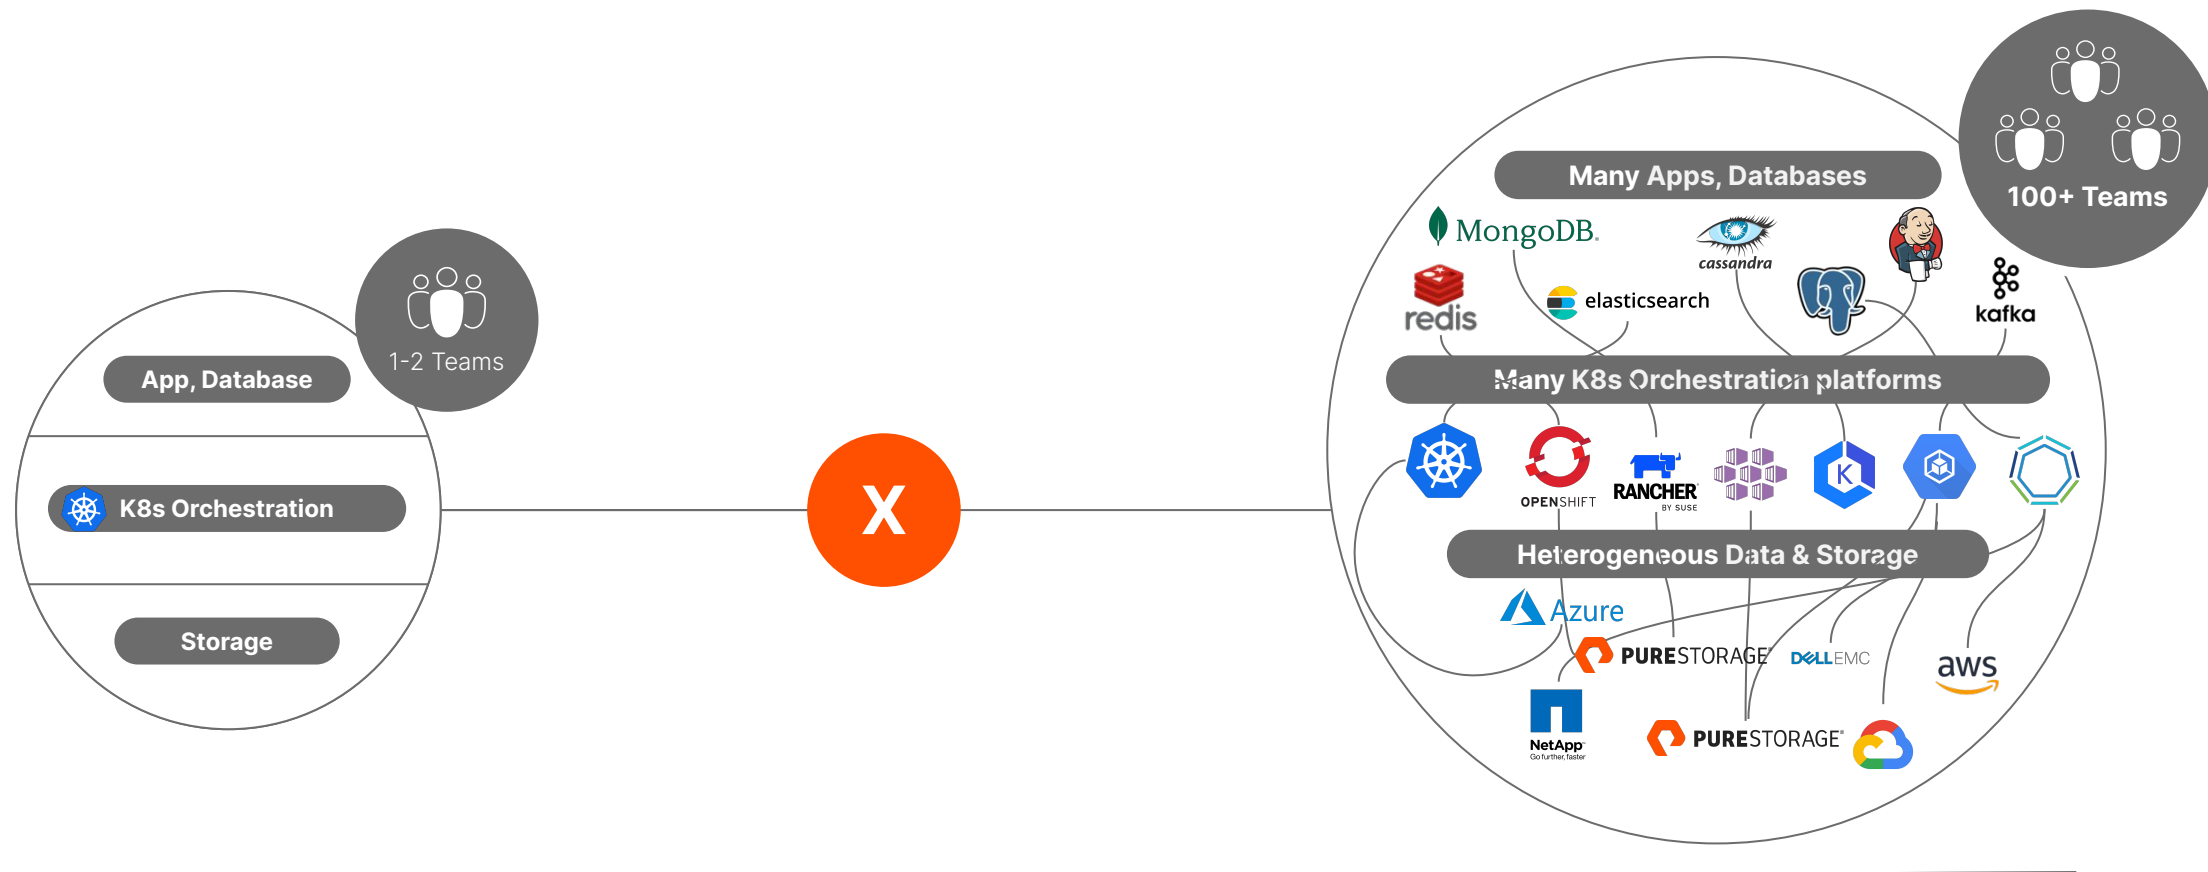 1-2 Teams
App, Database
K8s Orchestration
Storage
X
100+ Teams
Many Apps, Databases
MongoDB.
cassandra
redis
elasticsearch
kafka
Many K8s Orchestration platforms
OPENSHIFT
RANCHER
BY SUSE
K
Heterogeneous Data & Storage
Azure
PURESTORAGE®
DELLEMC
aws
NetApp™
Go further, faster
PURESTORAGE®